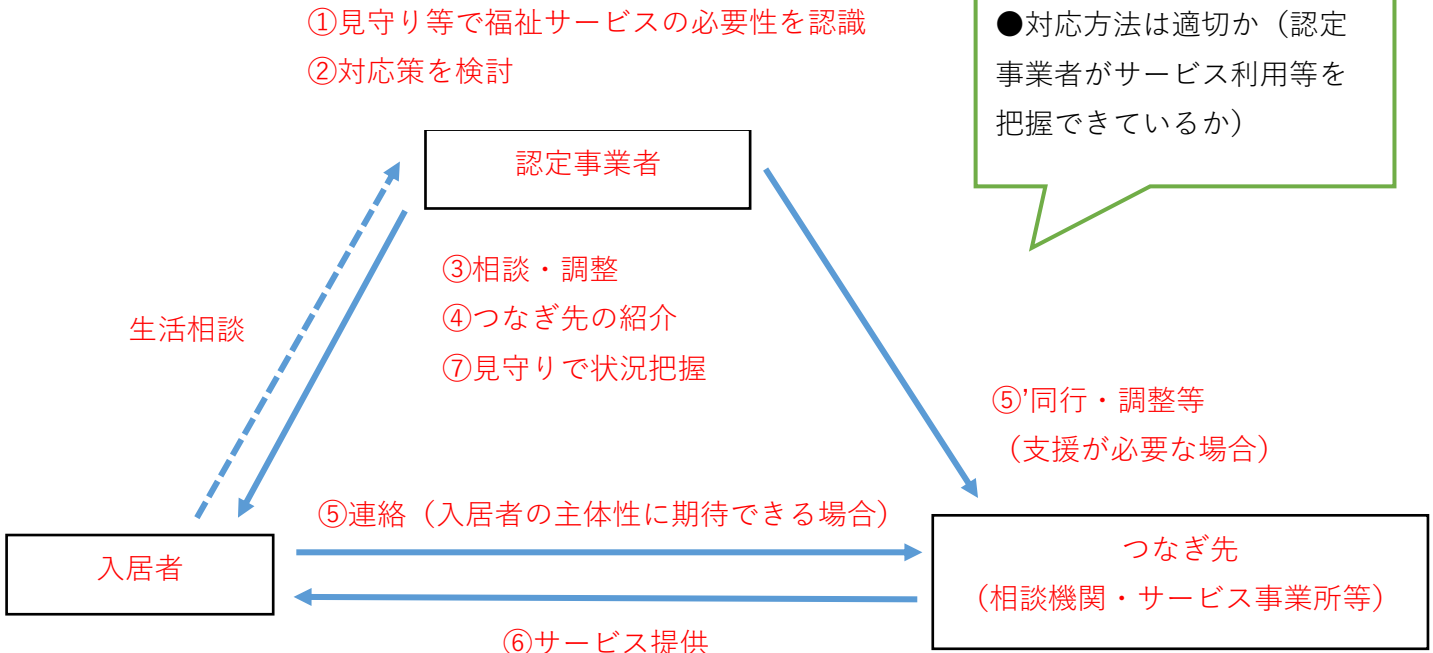 ①見守り等で福祉サービスの必要性を認識
②対応策を検討
●対応方法は適切か（認定
事業者がサービス利用等を
把握できているか）
認定事業者
③相談・調整
④つなぎ先の紹介
⑦見守りで状況把握
生活相談
⑤’同行・調整等
（支援が必要な場合）
⑤連絡（入居者の主体性に期待できる場合）
入居者
つなぎ先
（相談機関・サービス事業所等）
⑥サービス提供